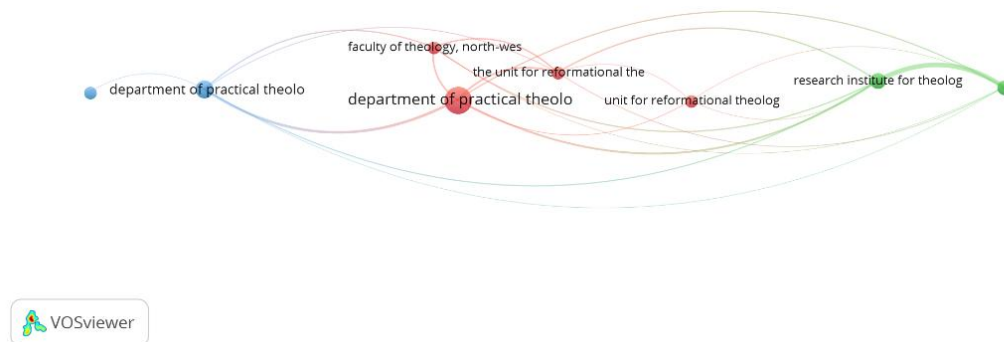 faculty of theology, north-wes
the unit for reformational the
department of practical theolo
department of practical theolo
unit for reformational theolog
research institute for theolog
VOSviewer